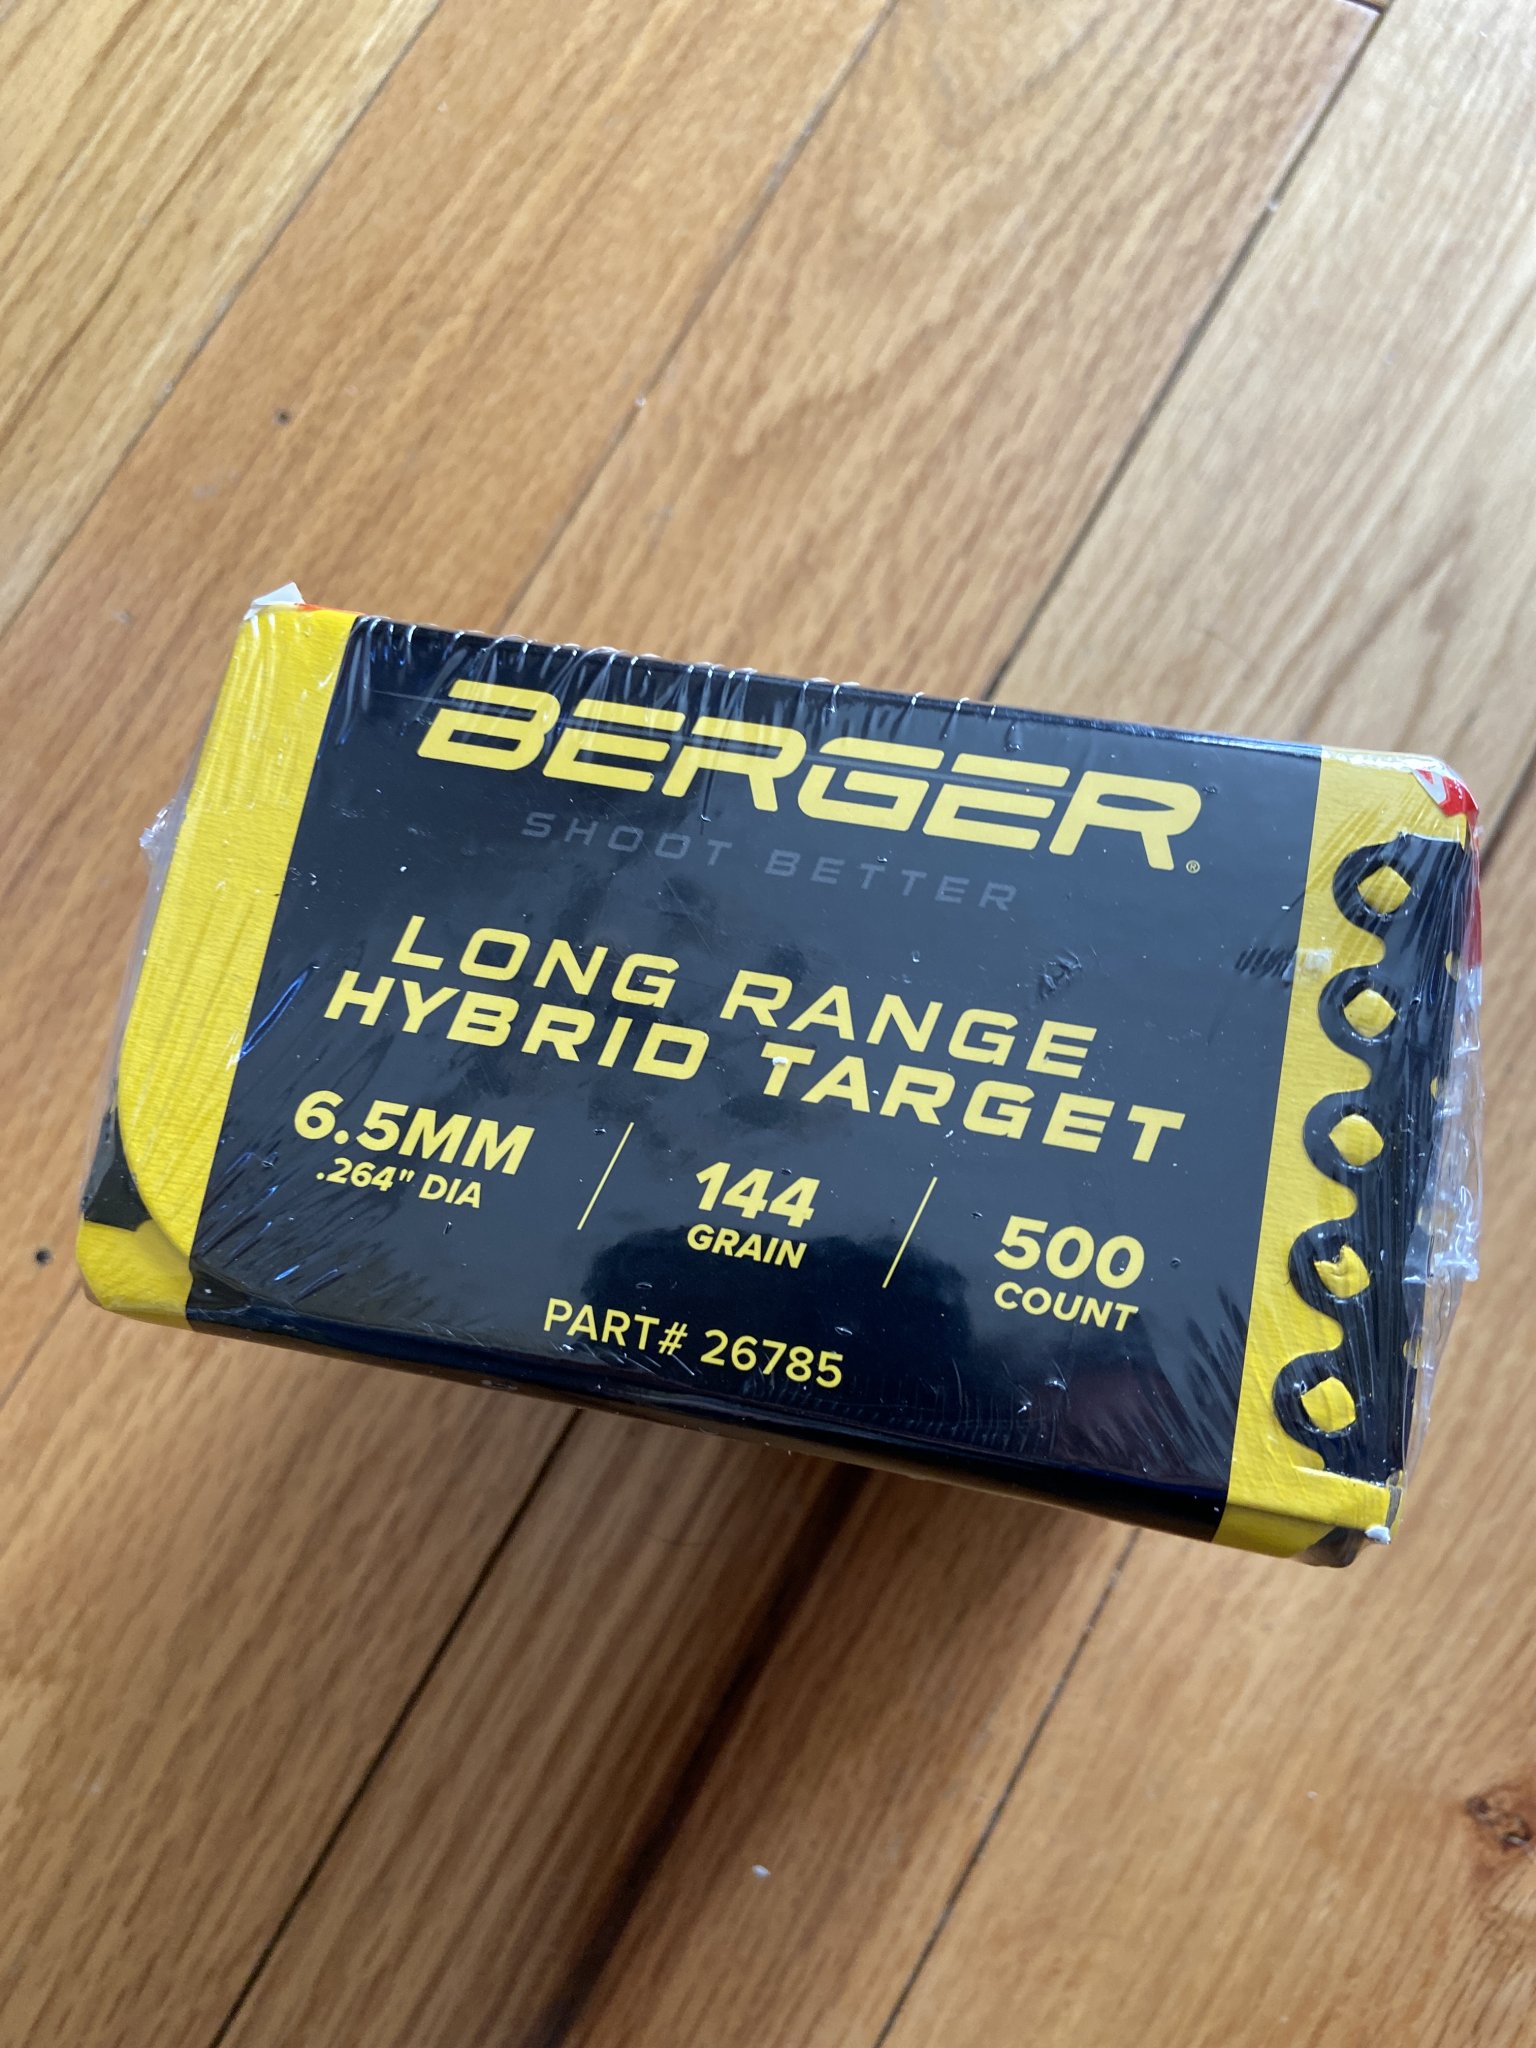 BERGER®
SHOOT BETTER
LONG RANGE
HYBRID TARGET
6.5MM
.264" DIA
144
GRAIN
500
COUNT
PART# 26785